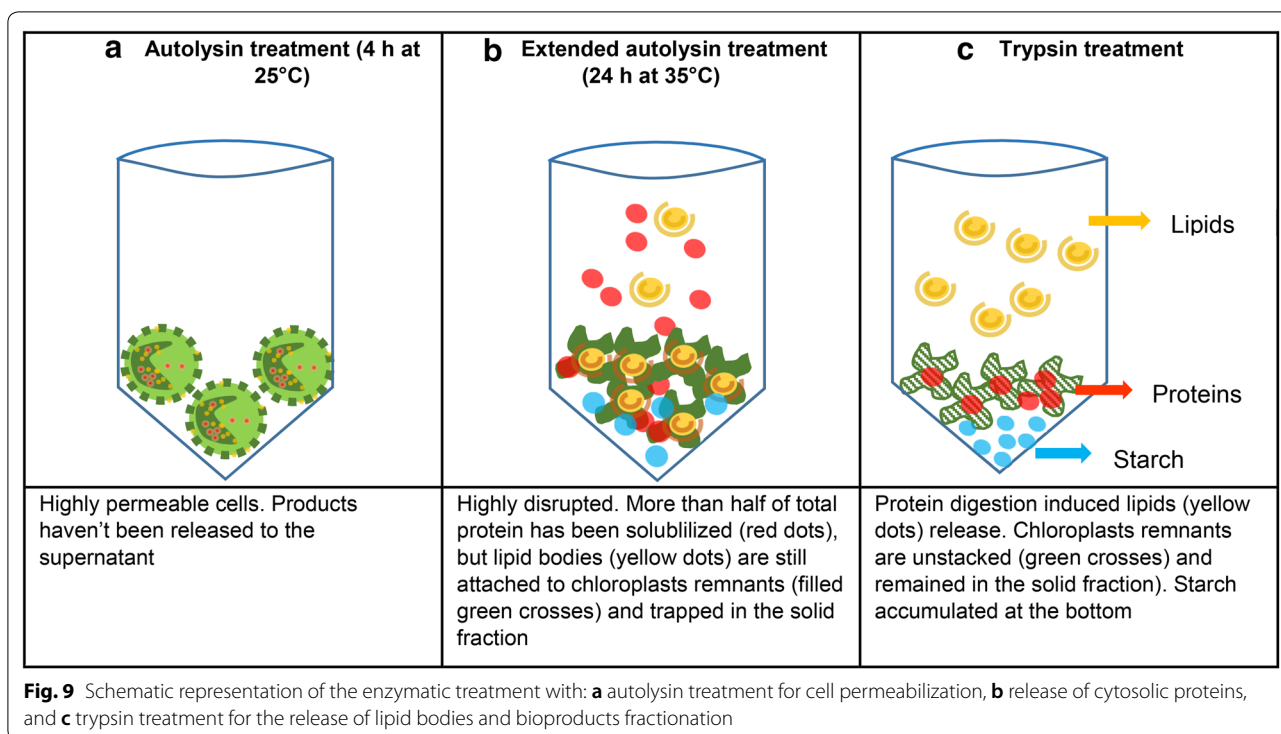 a Autolysin treatment (4 h at
25°C)
b Extended autolysin treatment
(24 h at 35°C)
c Trypsin treatment
Lipids
Proteins
Starch
Highly permeable cells. Products
haven’t been released to the
supernatant
Highly disrupted. More than half of total
protein has been solublilized (red dots),
but lipid bodies (yellow dots) are still
attached to chloroplasts remnants (filled
green crosses) and trapped in the solid
fraction
Protein digestion induced lipids (yellow
dots) release. Chloroplasts remnants
are unstacked (green crosses) and
remained in the solid fraction). Starch
accumulated at the bottom
Fig. 9 Schematic representation of the enzymatic treatment with: a autolysin treatment for cell permeabilization, b release of cytosolic proteins,
and c trypsin treatment for the release of lipid bodies and bioproducts fractionation